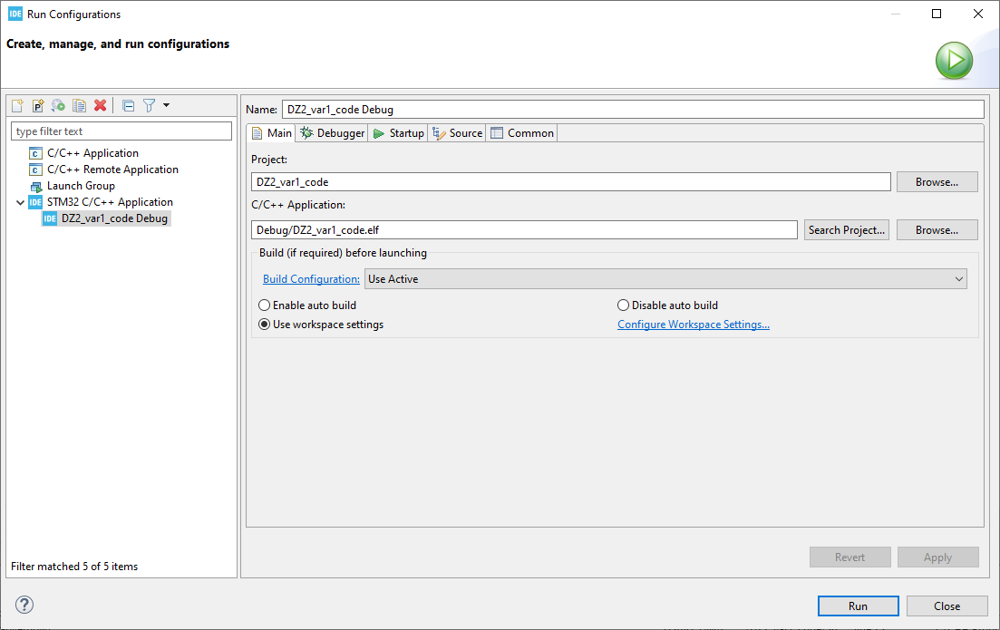 IDE Run Configurations
Create, manage, and run configurations
type filter text
C/C++ Application
C/C++ Remote Application
Launch Group
IDE STM32 C/C++ Application
IDE DZ2_var1_code Debug
Filter matched 5 of 5 items
Name: DZ2_var1_code Debug
Main Debugger Startup Source Common
Project:
DZ2_var1_code Browse...
C/C++ Application:
Debug/DZ2_var1_code.elf Search Project... Browse...
Build (if required) before launching
Build Configuration: Use Active
Enable auto build Disable auto build
Use workspace settings Configure Workspace Settings...
Revert Apply
? Run Close